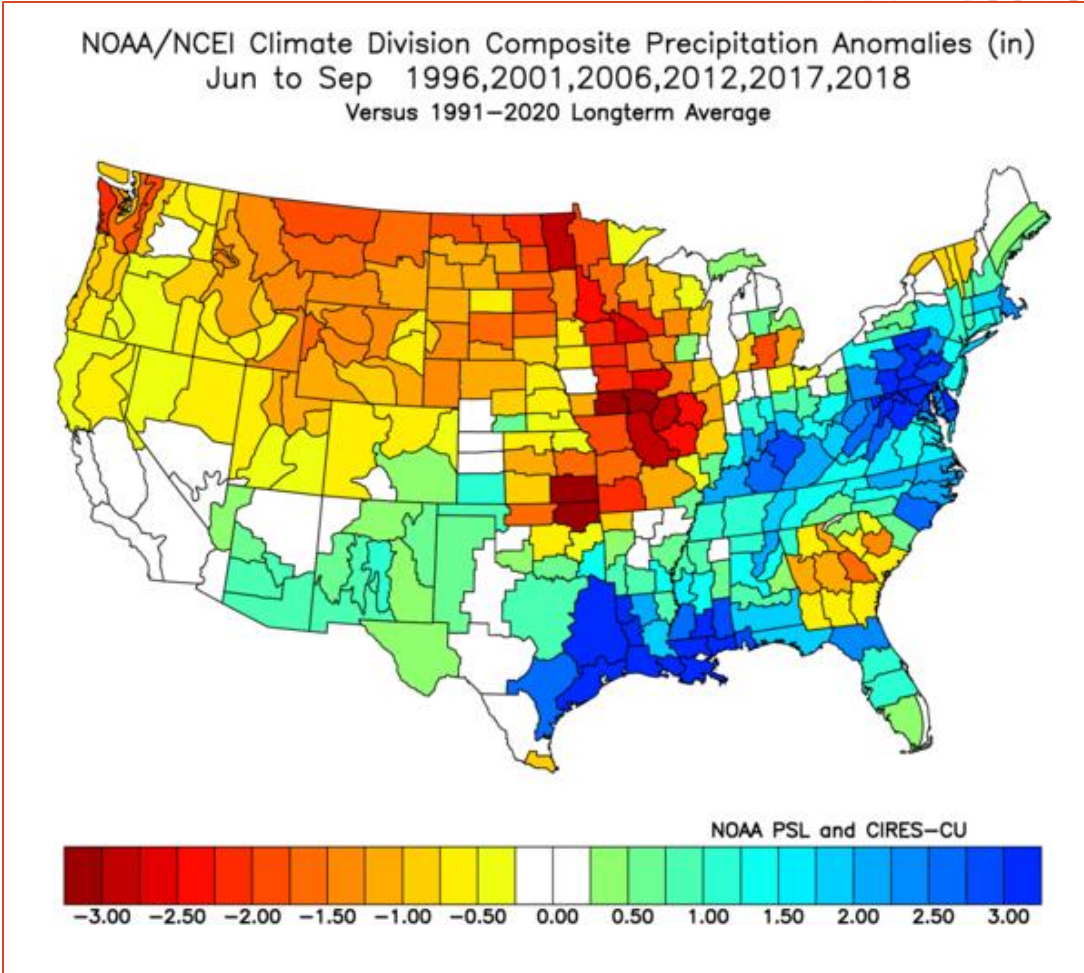 NOAA/NCEI Climate Division Composite Precipitation Anomalies (in)
Jun to Sep 1996,2001,2006,2012,2017,2018
Versus 1991-2020 Longterm Average
NOAA PSL and CIRES-CU
-3.00 -2.50 -2.00 -1.50 -1.00 -0.50 0.00 0.50 1.00 1.50 2.00 2.50 3.00